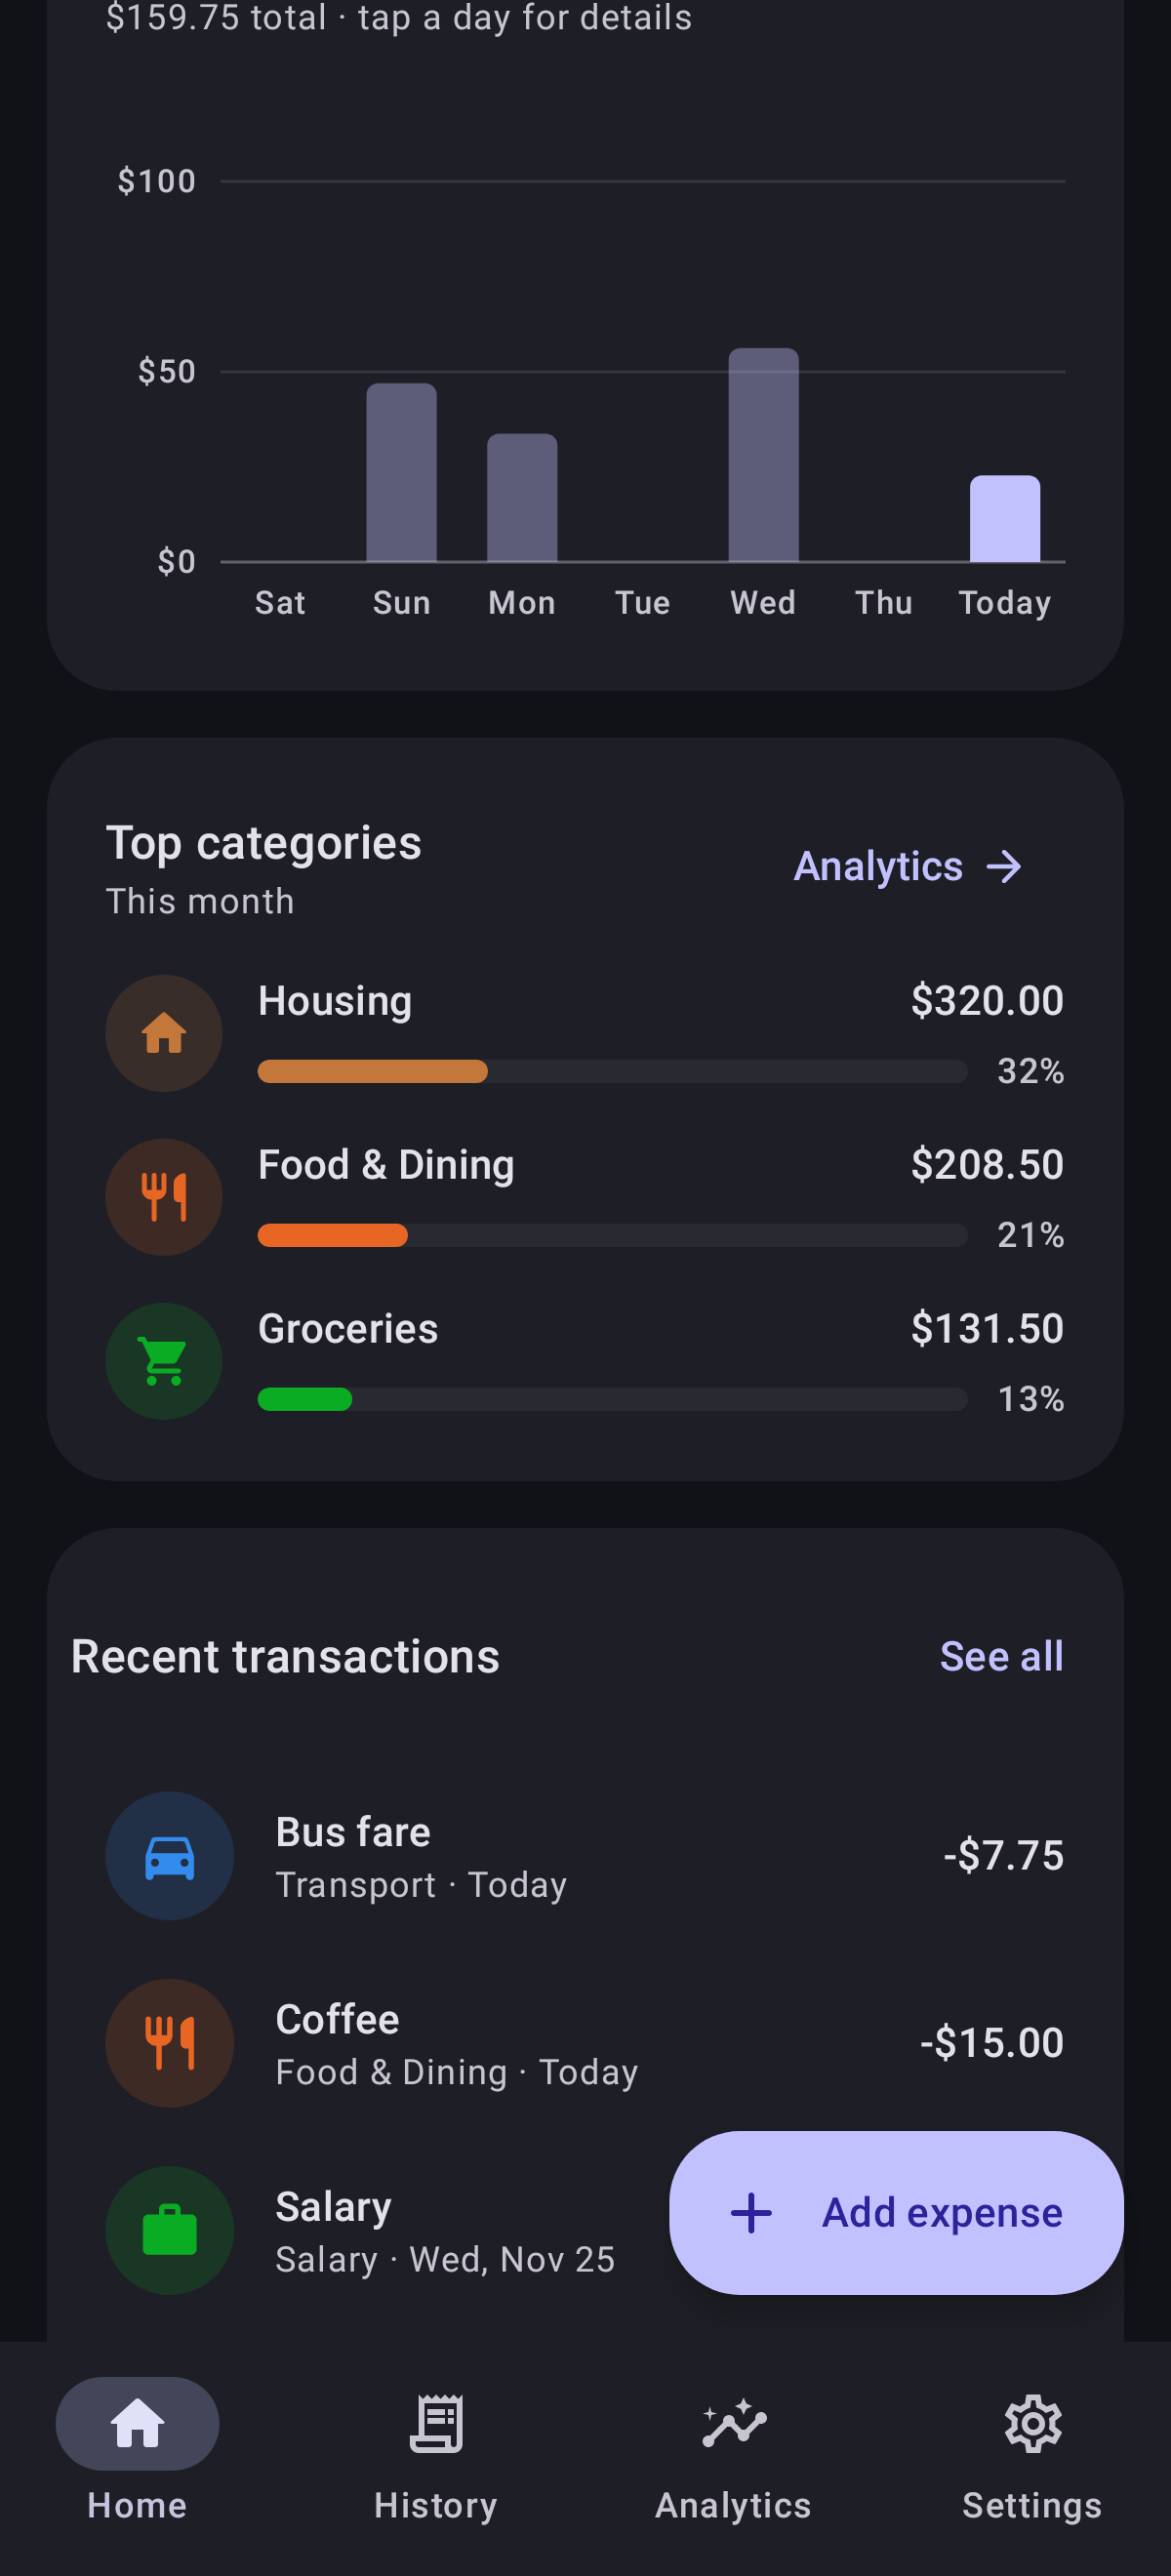 $159.75 total · tap a day for details
$100
$50
$0
Sat Sun Mon Tue Wed Thu Today
Top categories
This month
Analytics
Housing $320.00
32%
Food & Dining $208.50
21%
Groceries $131.50
13%
Recent transactions See all
Bus fare
Transport · Today
-$7.75
Coffee
Food & Dining · Today
-$15.00
Salary
Salary · Wed, Nov 25
Add expense
Home History Analytics Settings